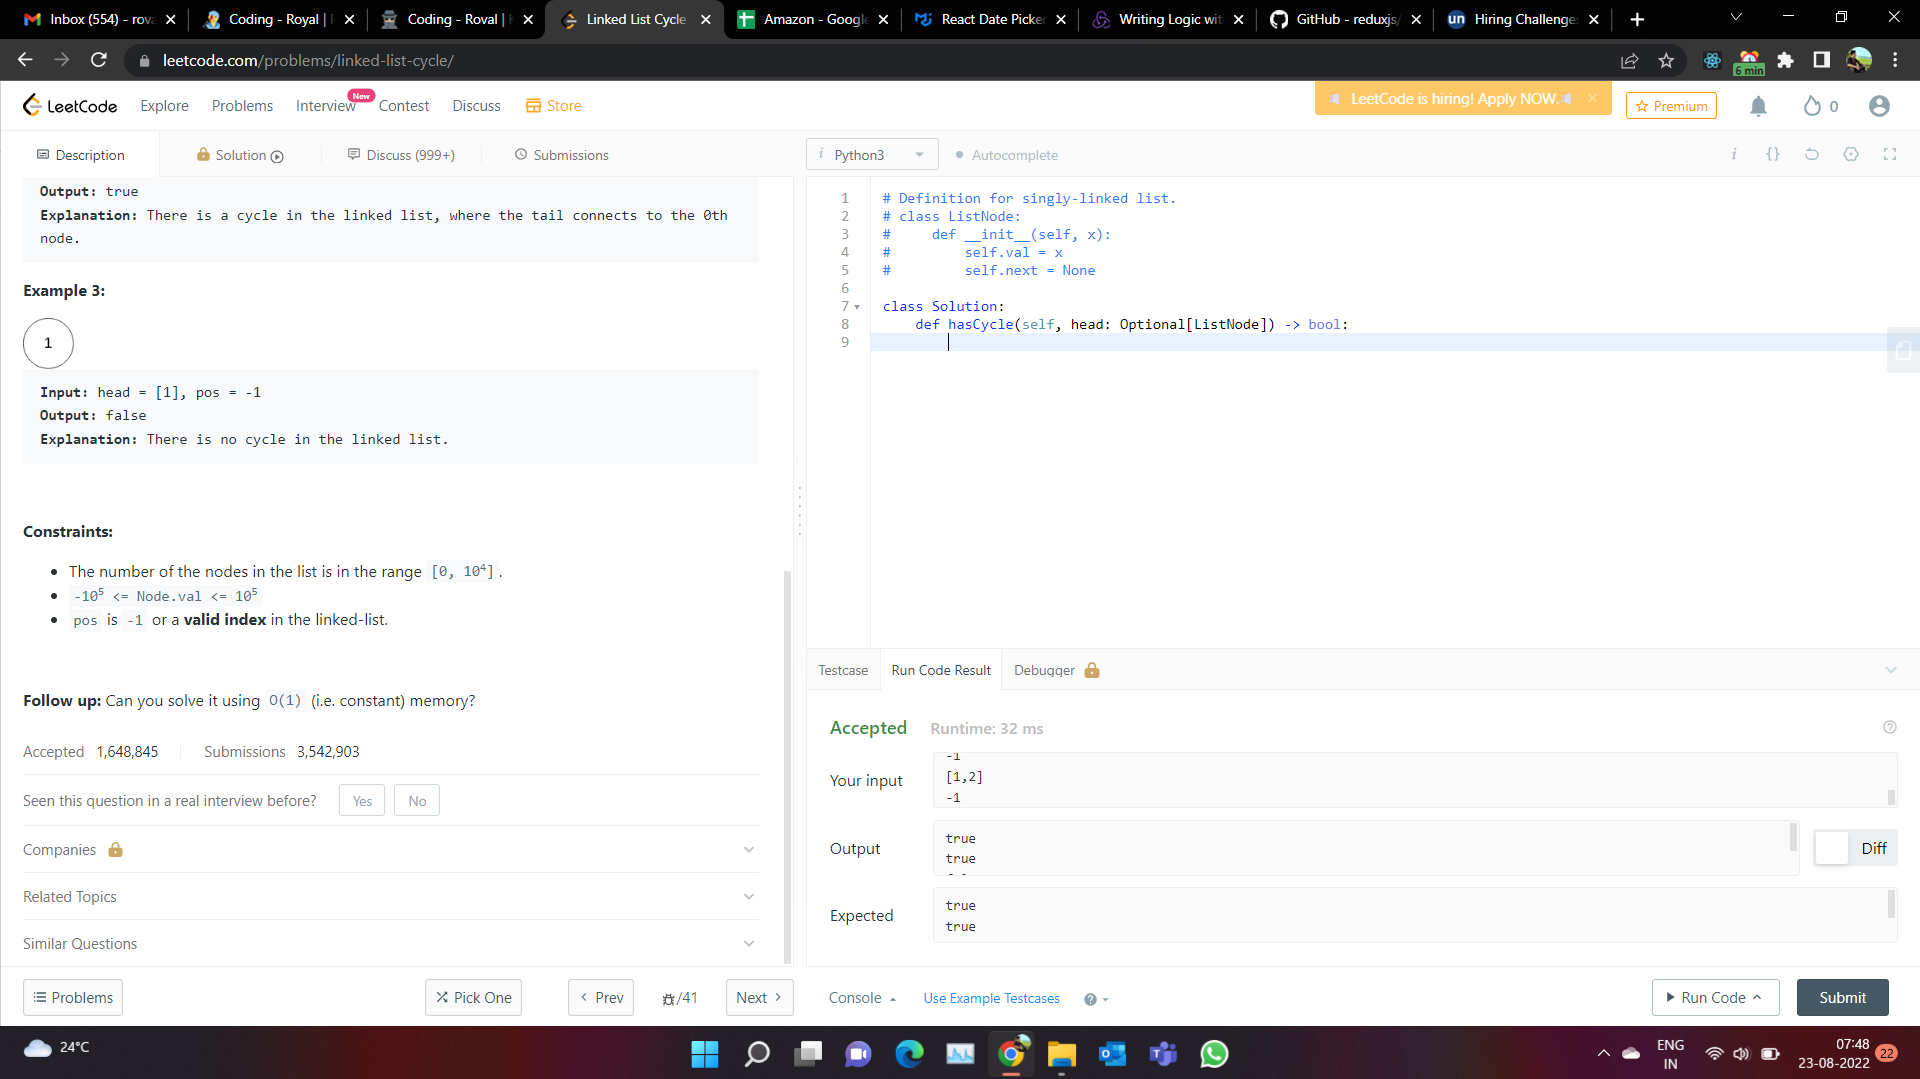 Inbox (554) - rova
Coding - Royal | F
Coding - Roval | K
Linked List Cycle
Amazon - Google
React Date Picker
Writing Logic with
GitHub - reduxjs/
un Hiring Challenge
leetcode.com/problems/linked-list-cycle/
6 min
LeetCode
Explore
Problems
Interview
New
Contest
Discuss
Store
LeetCode is hiring! Apply NOW.
Premium
0
Description
Solution
Discuss (999+)
Submissions
i Python3
Autocomplete
i {}
Output: true
Explanation: There is a cycle in the linked list, where the tail connects to the 0th
node.
Example 3:
1
Input: head = [1], pos = -1
Output: false
Explanation: There is no cycle in the linked list.
Constraints:
• The number of the nodes in the list is in the range [0, 10⁴].
• -10⁵ <= Node.val <= 10⁵
• pos is -1 or a valid index in the linked-list.
Follow up: Can you solve it using O(1) (i.e. constant) memory?
Accepted 1,648,845 Submissions 3,542,903
Seen this question in a real interview before? Yes No
Companies
Related Topics
Similar Questions
Problems
Pick One
Prev
/41
Next
1 # Definition for singly-linked list.
2 # class ListNode:
3 #     def __init__(self, x):
4 #         self.val = x
5 #         self.next = None
6
7 class Solution:
8     def hasCycle(self, head: Optional[ListNode]) -> bool:
9
Testcase
Run Code Result
Debugger
Accepted Runtime: 32 ms
Your input
-1
[1,2]
-1
Output
true
true
Diff
Expected
true
true
Console
Use Example Testcases
Run Code
Submit
24°C
ENG
IN
07:48
23-08-2022
22